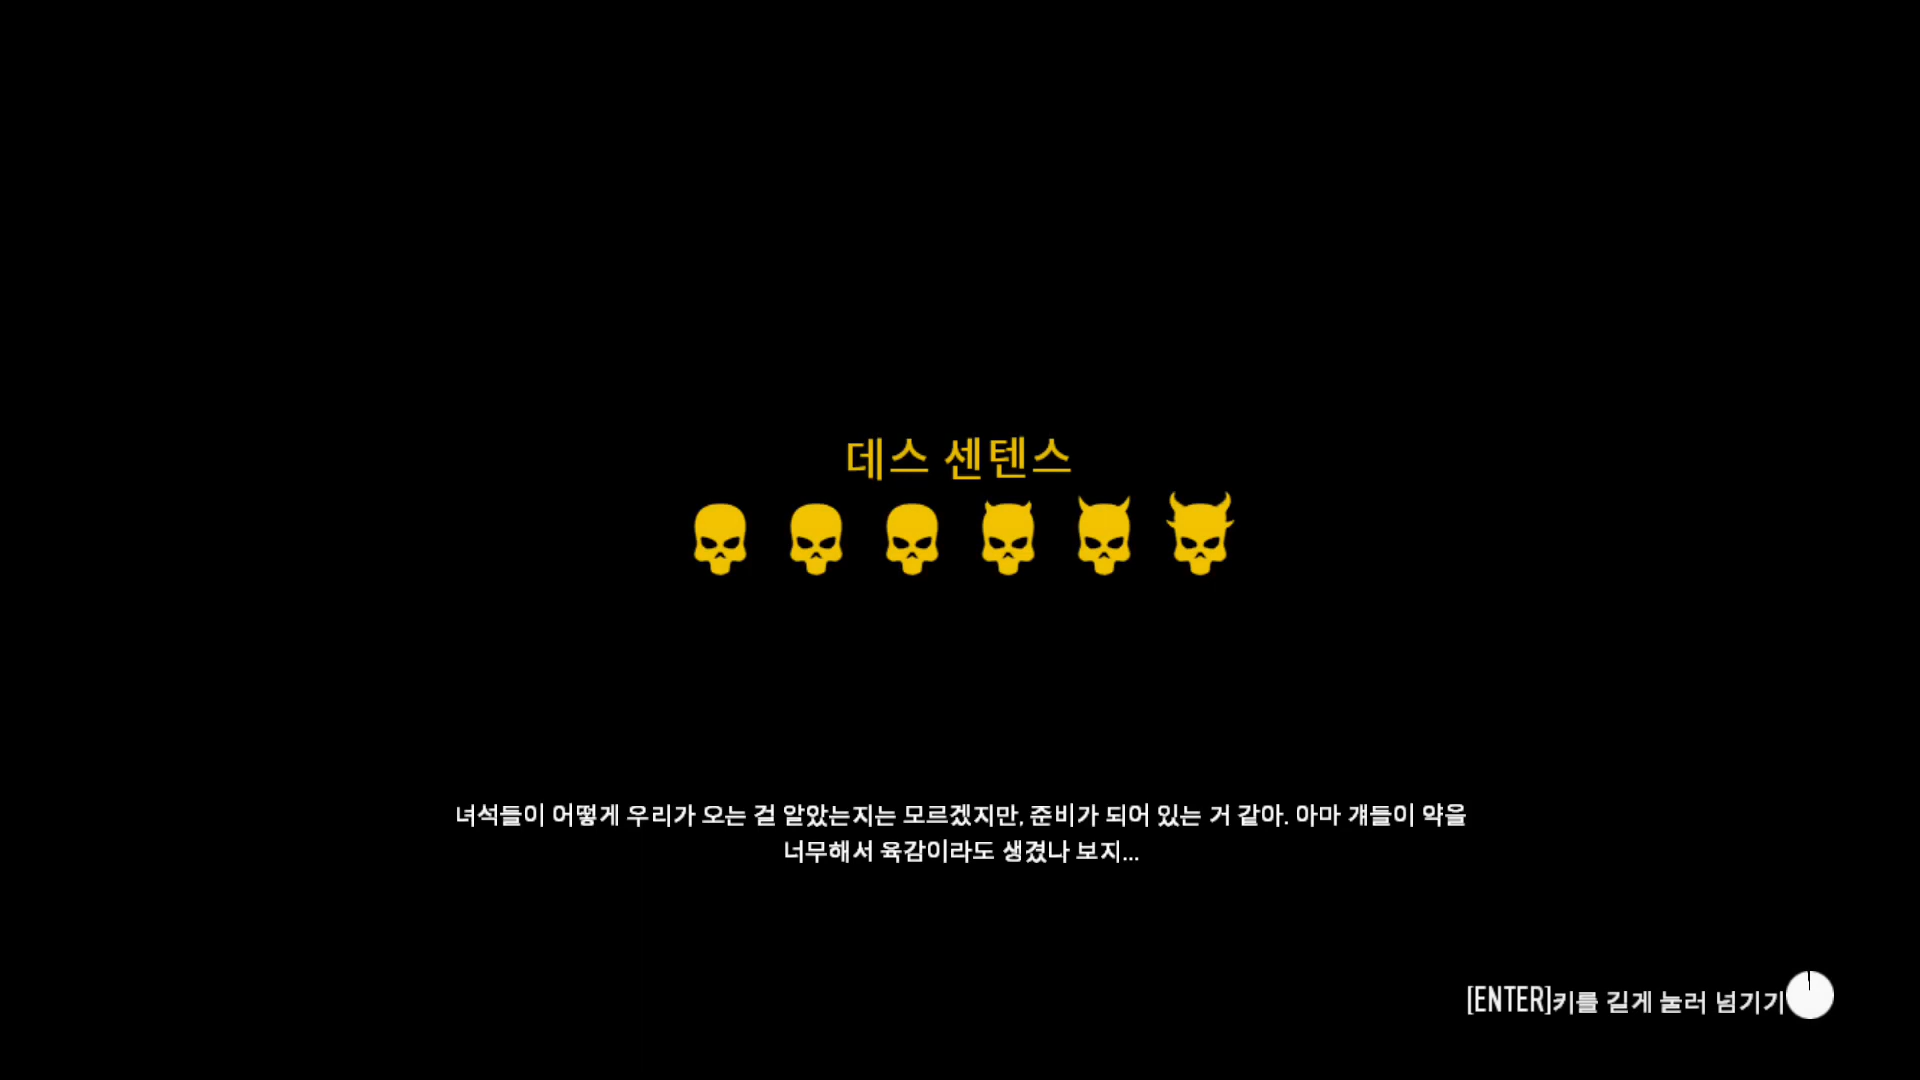 데스 센텐스
녀석들이 어떻게 우리가 오는 걸 알았는지는 모르겠지만, 준비가 되어 있는 거 같아. 아마 걔들이 약을
너무해서 육감이라도 생겼나 보지...
[ENTER]키를 길게 눌러 넘기기